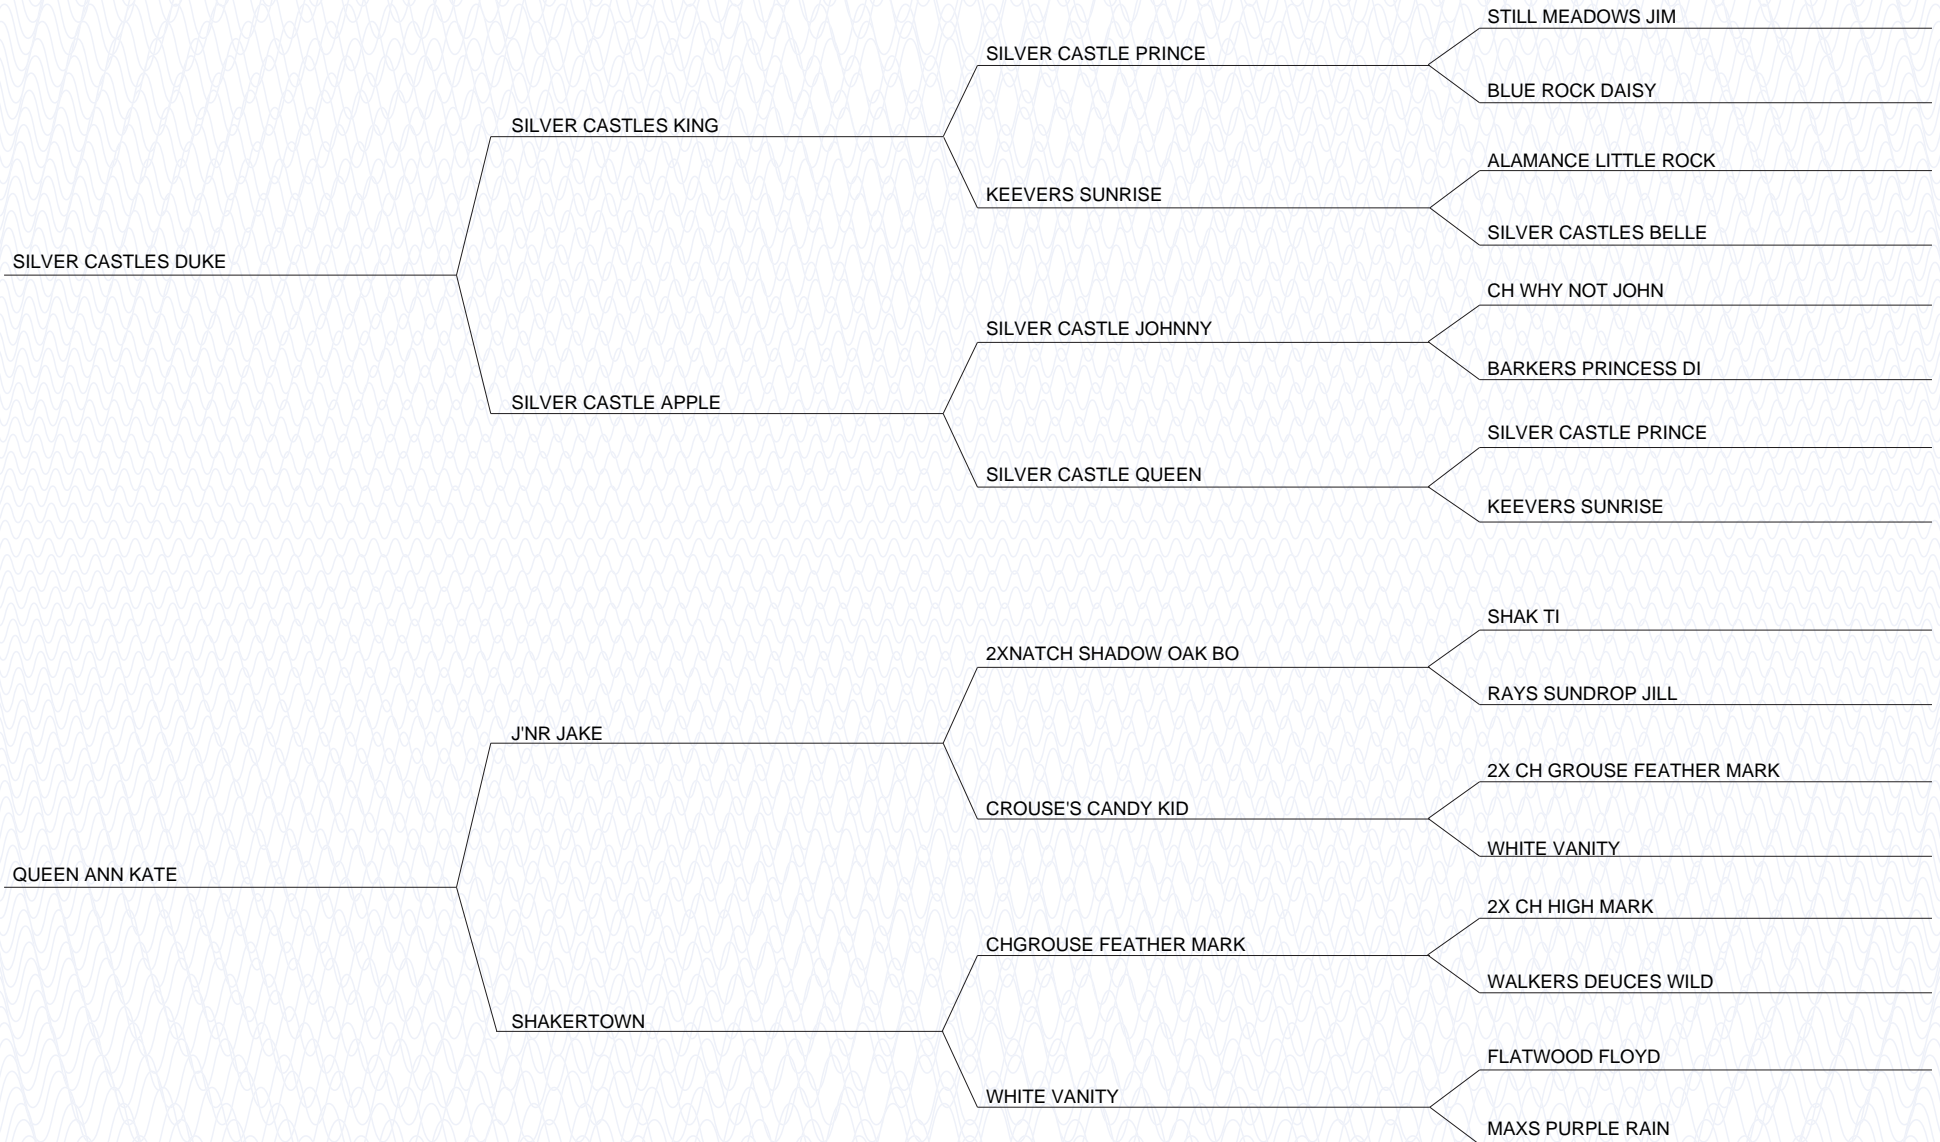 STILL MEADOWS JIM
SILVER CASTLE PRINCE
BLUE ROCK DAISY
SILVER CASTLES KING
ALAMANCE LITTLE ROCK
KEEVERS SUNRISE
SILVER CASTLES BELLE
SILVER CASTLES DUKE
CH WHY NOT JOHN
SILVER CASTLE JOHNNY
BARKERS PRINCESS DI
SILVER CASTLE APPLE
SILVER CASTLE PRINCE
SILVER CASTLE QUEEN
KEEVERS SUNRISE
SHAK TI
2XNATCH SHADOW OAK BO
RAYS SUNDROP JILL
J'NR JAKE
2X CH GROUSE FEATHER MARK
CROUSE'S CANDY KID
WHITE VANITY
QUEEN ANN KATE
2X CH HIGH MARK
CHGROUSE FEATHER MARK
WALKERS DEUCES WILD
SHAKERTOWN
FLATWOOD FLOYD
WHITE VANITY
MAXS PURPLE RAIN